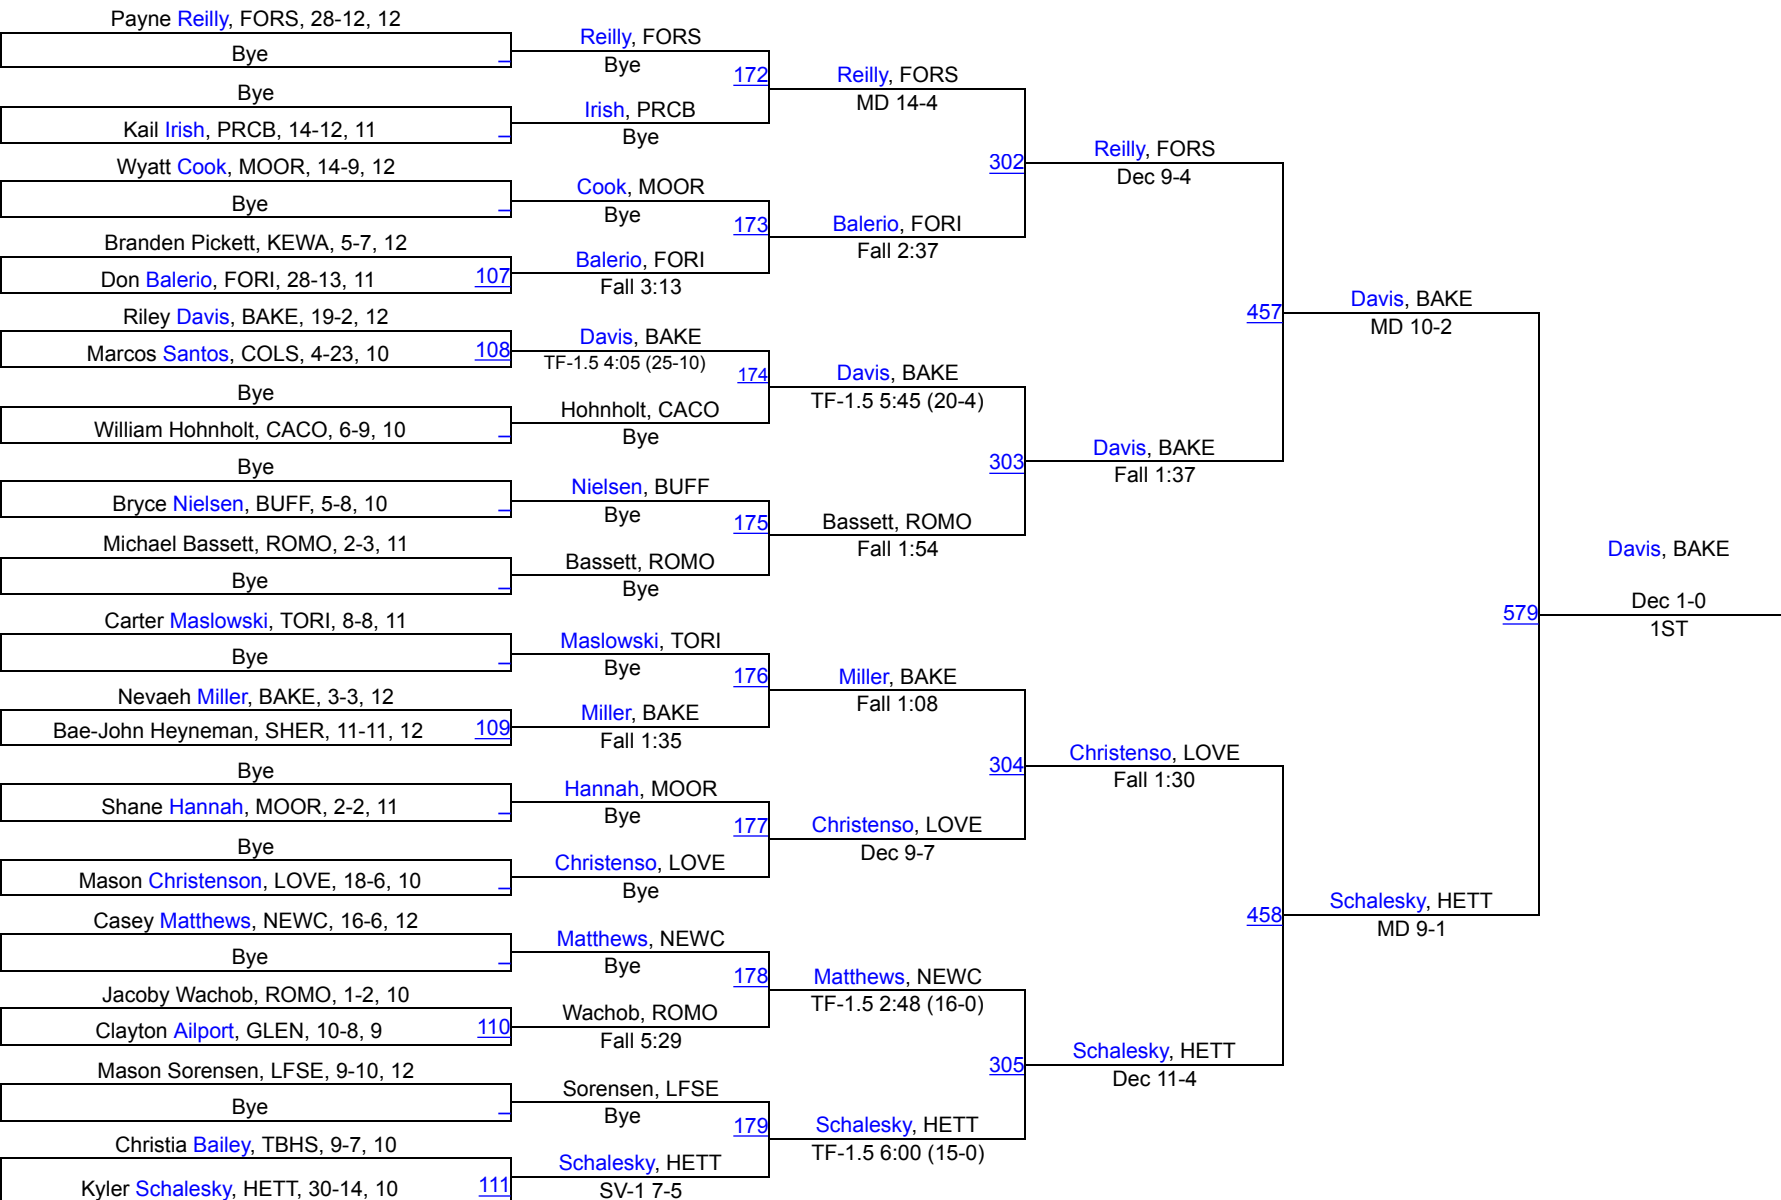 Payne Reilly, FORS, 28-12, 12
Bye
Bye
Kail Irish, PRCB, 14-12, 11
Wyatt Cook, MOOR, 14-9, 12
Bye
Branden Pickett, KEWA, 5-7, 12
Don Balerio, FORI, 28-13, 11
107
Riley Davis, BAKE, 19-2, 12
Marcos Santos, COLS, 4-23, 10
108
Bye
William Hohnholt, CACO, 6-9, 10
Bye
Bryce Nielsen, BUFF, 5-8, 10
Michael Bassett, ROMO, 2-3, 11
Bye
Carter Maslowski, TORI, 8-8, 11
Bye
Nevaeh Miller, BAKE, 3-3, 12
Bae-John Heyneman, SHER, 11-11, 12
109
Bye
Shane Hannah, MOOR, 2-2, 11
Bye
Mason Christenson, LOVE, 18-6, 10
Casey Matthews, NEWC, 16-6, 12
Bye
Jacoby Wachob, ROMO, 1-2, 10
Clayton Ailport, GLEN, 10-8, 9
110
Mason Sorensen, LFSE, 9-10, 12
Bye
Christia Bailey, TBHS, 9-7, 10
Kyler Schalesky, HETT, 30-14, 10
111
Reilly, FORS
Bye
172
Irish, PRCB
Bye
Cook, MOOR
Bye
173
Balerio, FORI
Fall 3:13
Davis, BAKE
TF-1.5 4:05 (25-10)
174
Hohnholt, CACO
Bye
Nielsen, BUFF
Bye
175
Bassett, ROMO
Bye
Maslowski, TORI
Bye
176
Miller, BAKE
Fall 1:35
Hannah, MOOR
Bye
177
Christenso, LOVE
Bye
Matthews, NEWC
Bye
178
Wachob, ROMO
Fall 5:29
Sorensen, LFSE
Bye
179
Schalesky, HETT
SV-1 7-5
Reilly, FORS
MD 14-4
302
Balerio, FORI
Fall 2:37
Davis, BAKE
TF-1.5 5:45 (20-4)
303
Bassett, ROMO
Fall 1:54
Miller, BAKE
Fall 1:08
304
Christenso, LOVE
Dec 9-7
Matthews, NEWC
TF-1.5 2:48 (16-0)
305
Schalesky, HETT
TF-1.5 6:00 (15-0)
Reilly, FORS
Dec 9-4
457
Davis, BAKE
Fall 1:37
Christenso, LOVE
Fall 1:30
458
Schalesky, HETT
Dec 11-4
Davis, BAKE
MD 10-2
579
Schalesky, HETT
MD 9-1
Davis, BAKE
Dec 1-0
1ST